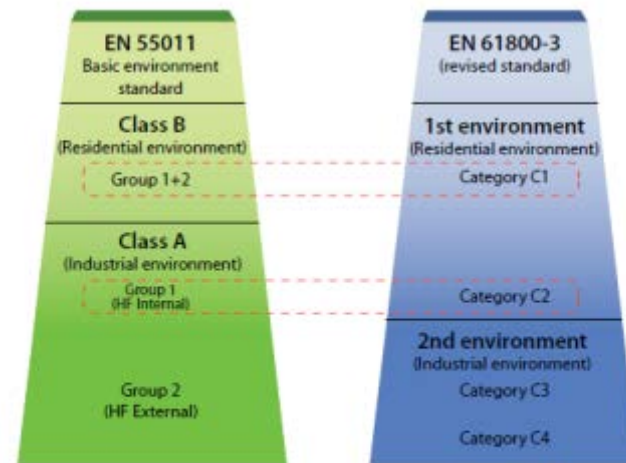 EN 55011
Basic environment
standard
Class B
(Residential environment)
Group 1+2
Class A
(Industrial environment)
Group 1
(HF Internal)
Group 2
(HF External)
EN 61800-3
(revised standard)
1st environment
(Residential environment)
Category C1
Category C2
2nd environment
(Industrial environment)
Category C3
Category C4